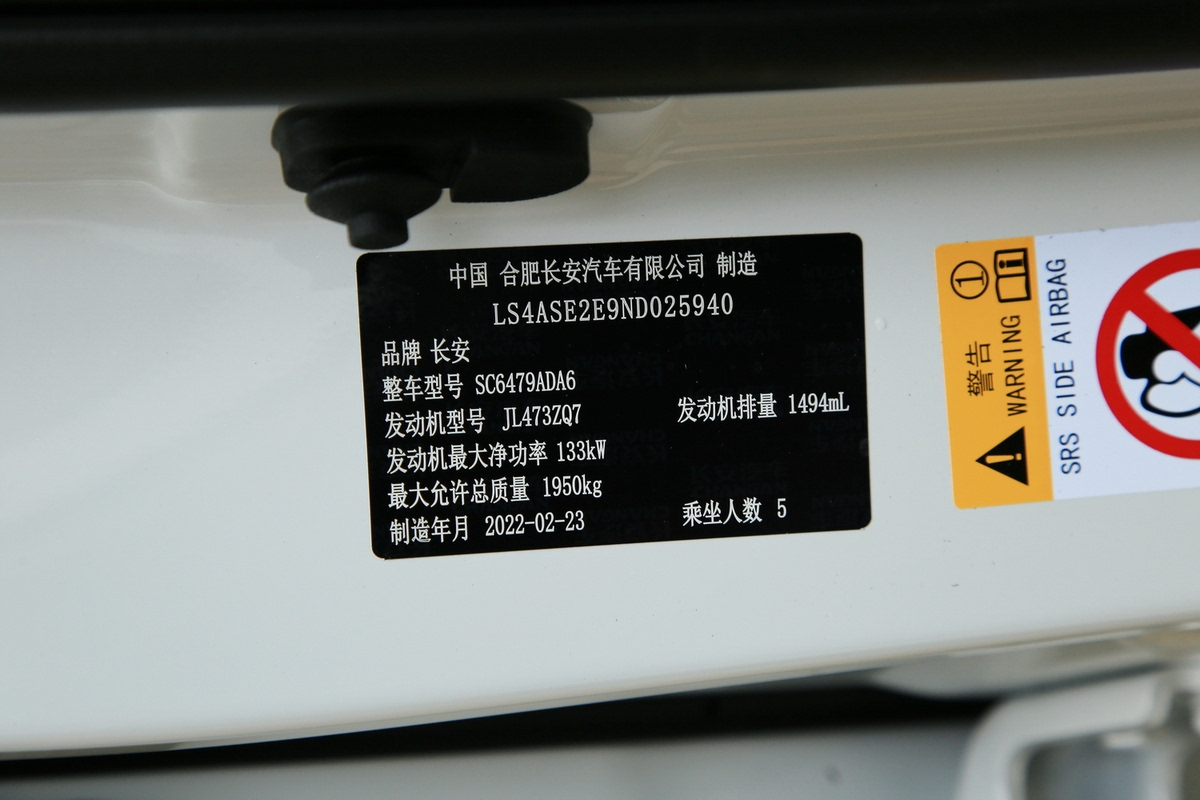 中国 合肥长安汽车有限公司 制造
LS4ASE2E9ND025940
品牌 长安
整车型号 SC6479ADA6
发动机型号 JL473ZQ7 发动机排量 1494mL
发动机最大净功率 133kW
最大允许总质量 1950kg
制造年月 2022-02-23 乘坐人数 5
警告
WARNING
SRS SIDE AIRBAG